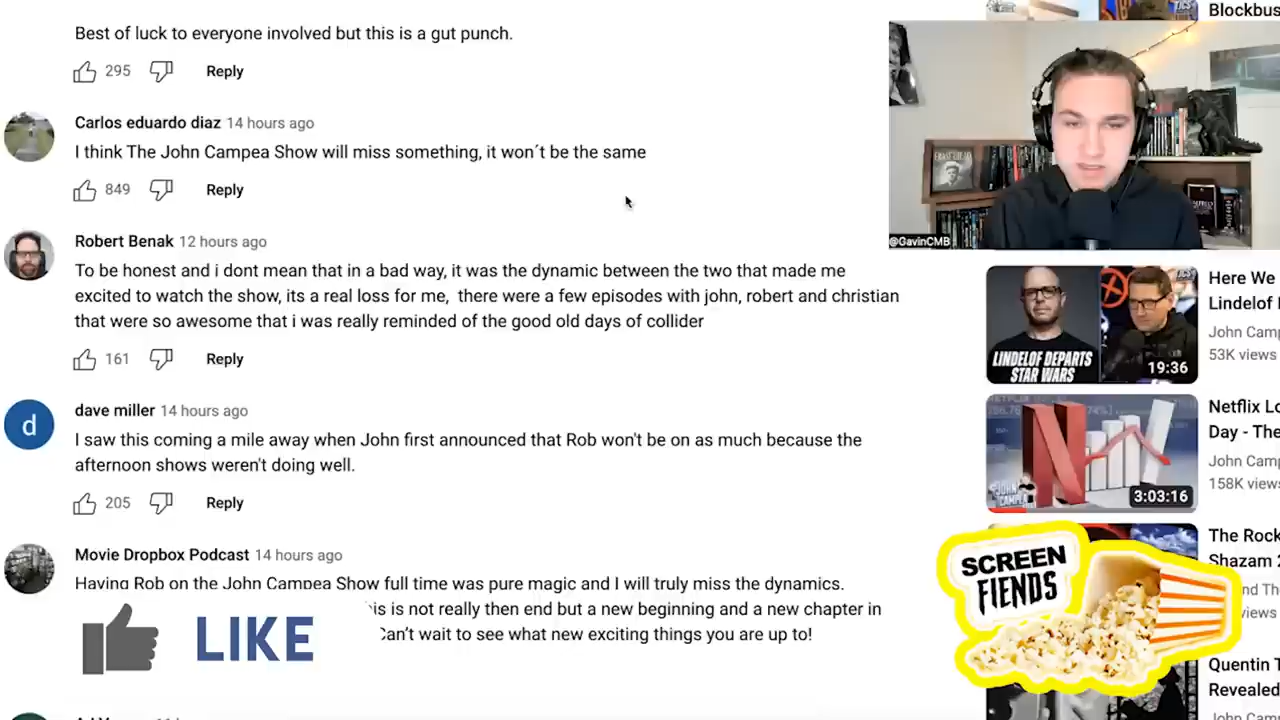 Best of luck to everyone involved but this is a gut punch.
295 Reply
Carlos eduardo diaz 14 hours ago
I think The John Campea Show will miss something, it won´t be the same
849 Reply
Robert Benak 12 hours ago
To be honest and i dont mean that in a bad way, it was the dynamic between the two that made me
excited to watch the show, its a real loss for me, there were a few episodes with john, robert and christian
that were so awesome that i was really reminded of the good old days of collider
161 Reply
dave miller 14 hours ago
I saw this coming a mile away when John first announced that Rob won't be on as much because the
afternoon shows weren't doing well.
205 Reply
Movie Dropbox Podcast 14 hours ago
Having Rob on the John Campea Show full time was pure magic and I will truly miss the dynamics.
is is not really then end but a new beginning and a new chapter in
Can't wait to see what new exciting things you are up to!
LIKE
@GavinCMB
Blockbus
LINDELOF DEPARTS
STAR WARS
19:36
Here We
Lindelof
John Camp
53K views
3:03:16
Netflix Lo
Day - The
John Camp
158K views
The Rock
Shazam 2
nd The
views
SCREEN
FIENDS
Quentin T
Revealed
John Camp